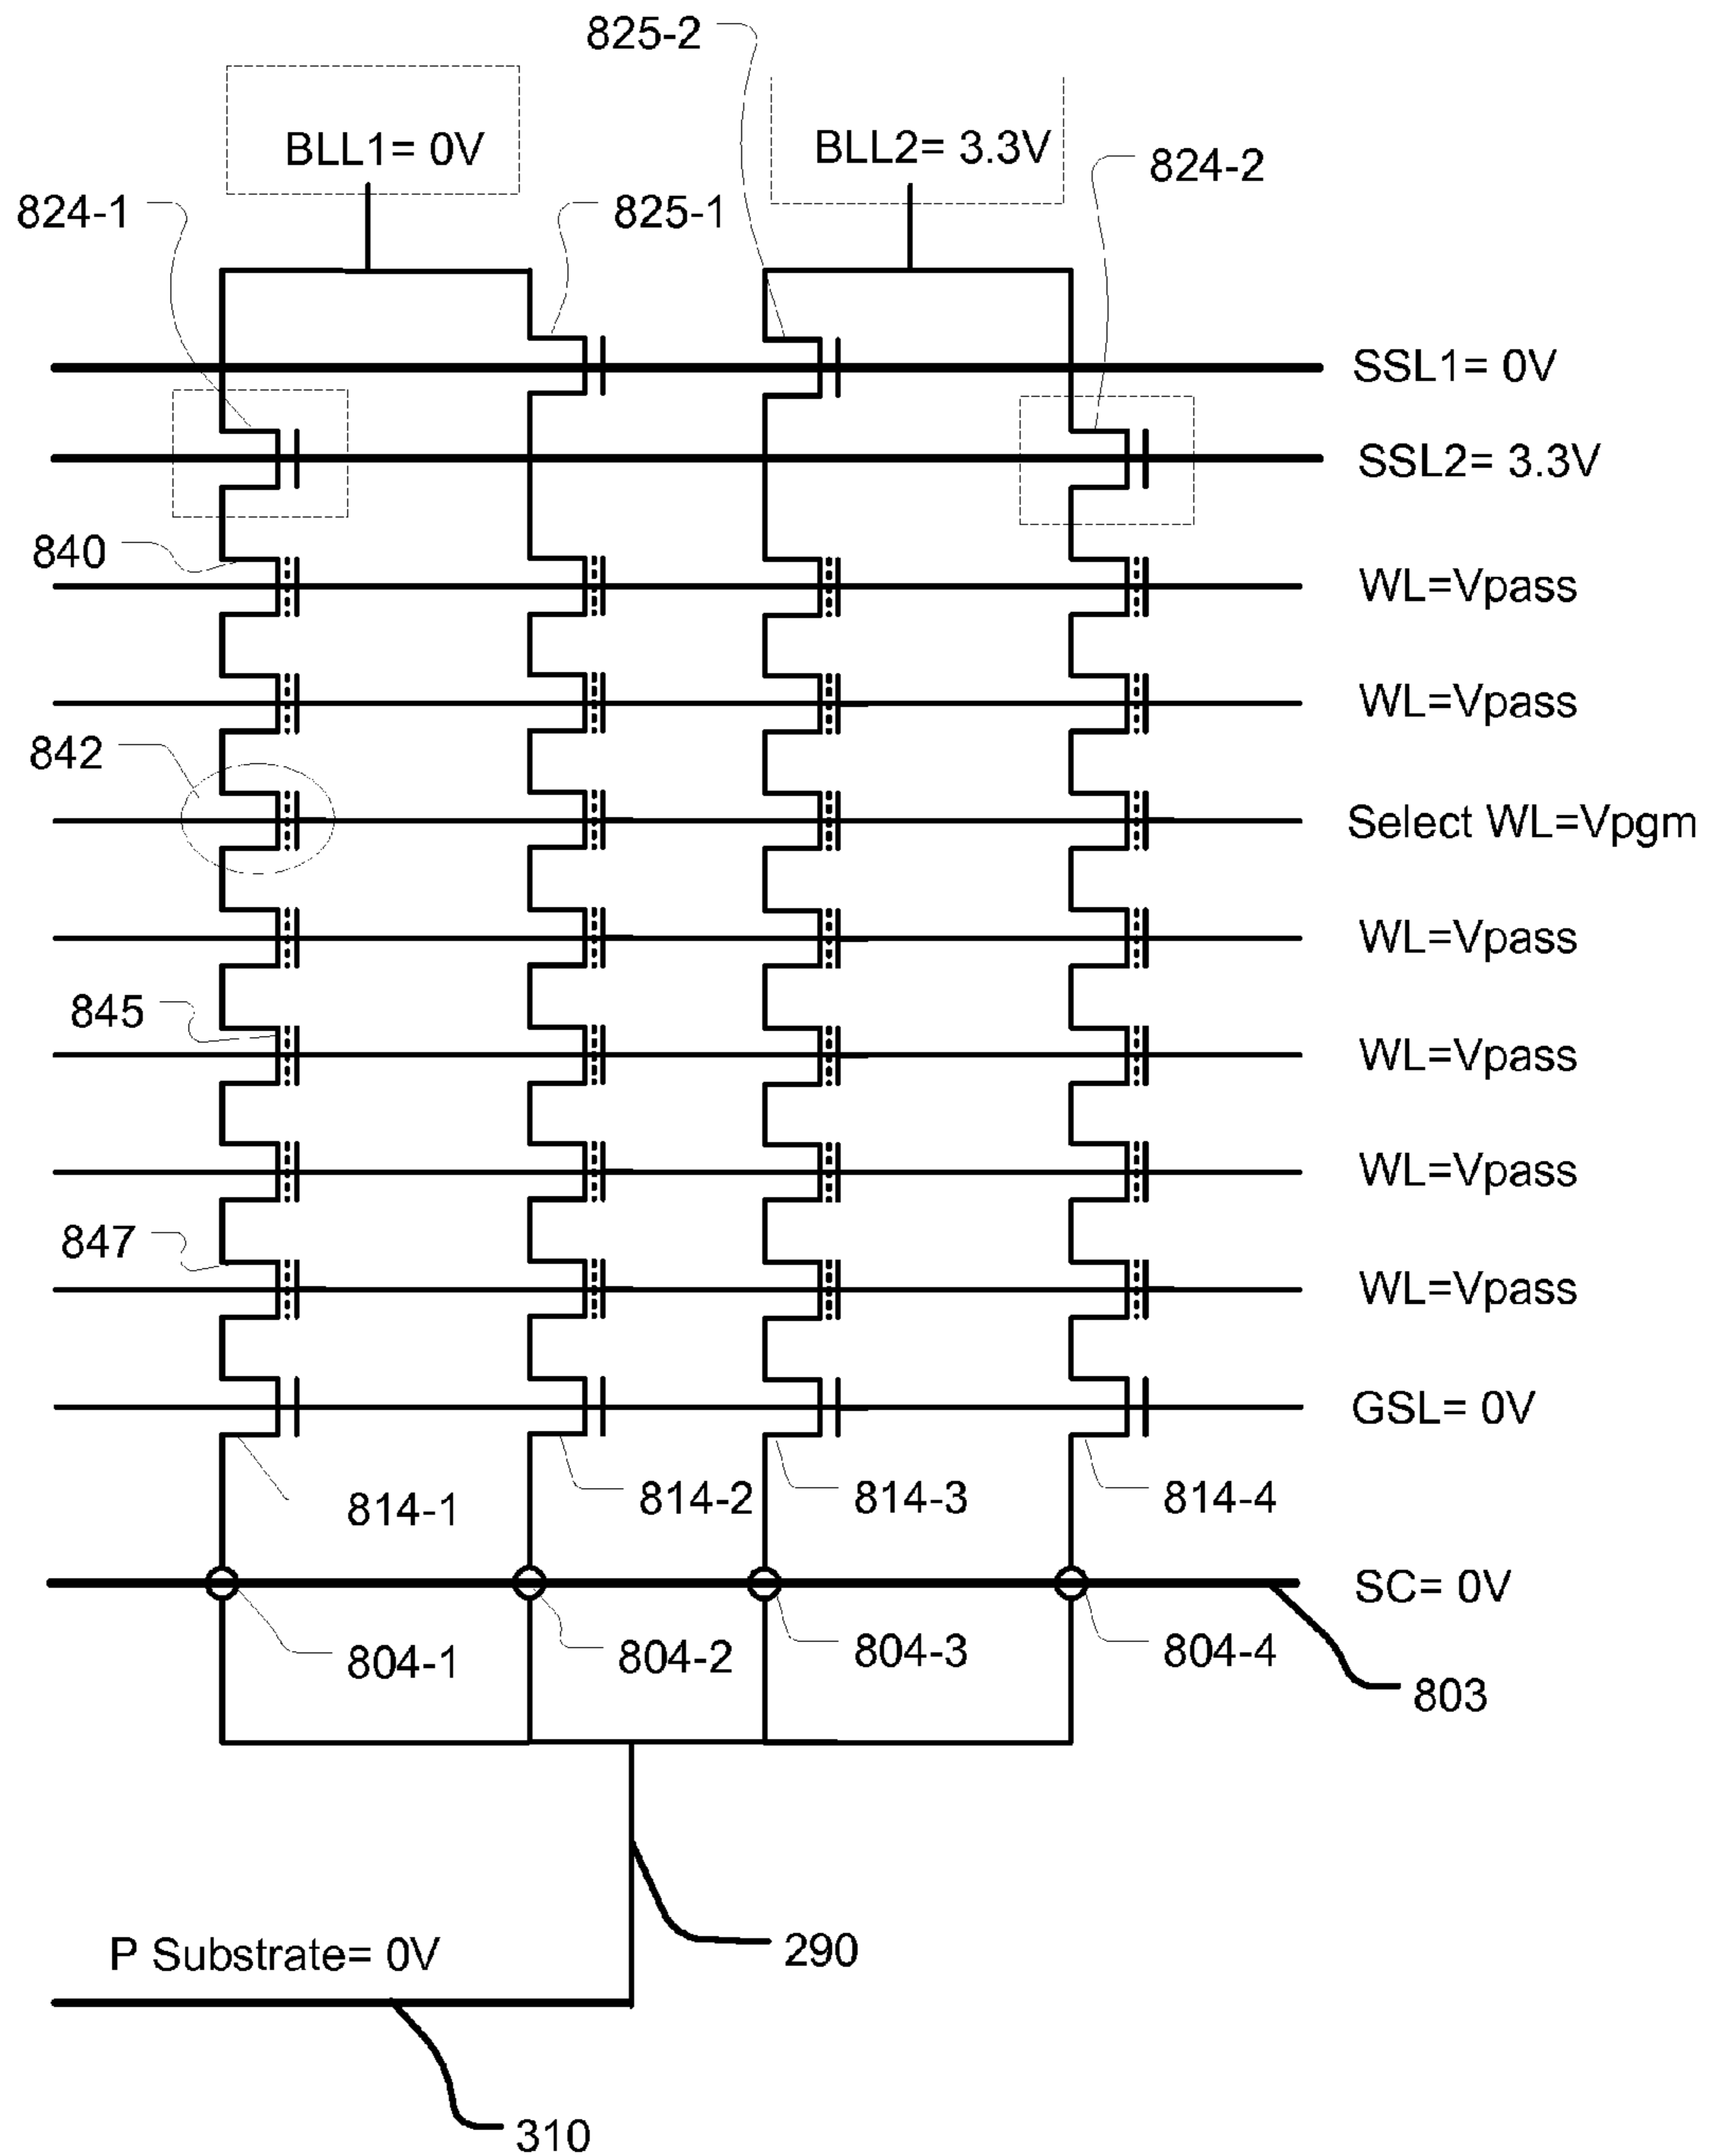 825-2
BLL1= 0V
BLL2= 3.3V
824-2
824-1
825-1
SSL1= 0V
SSL2= 3.3V
840
WL=Vpass
WL=Vpass
842
Select WL=Vpgm
WL=Vpass
845
WL=Vpass
WL=Vpass
847
WL=Vpass
GSL= 0V
814-1
814-2
814-3
814-4
SC= 0V
804-1
804-2
804-3
804-4
803
P Substrate= 0V
290
310